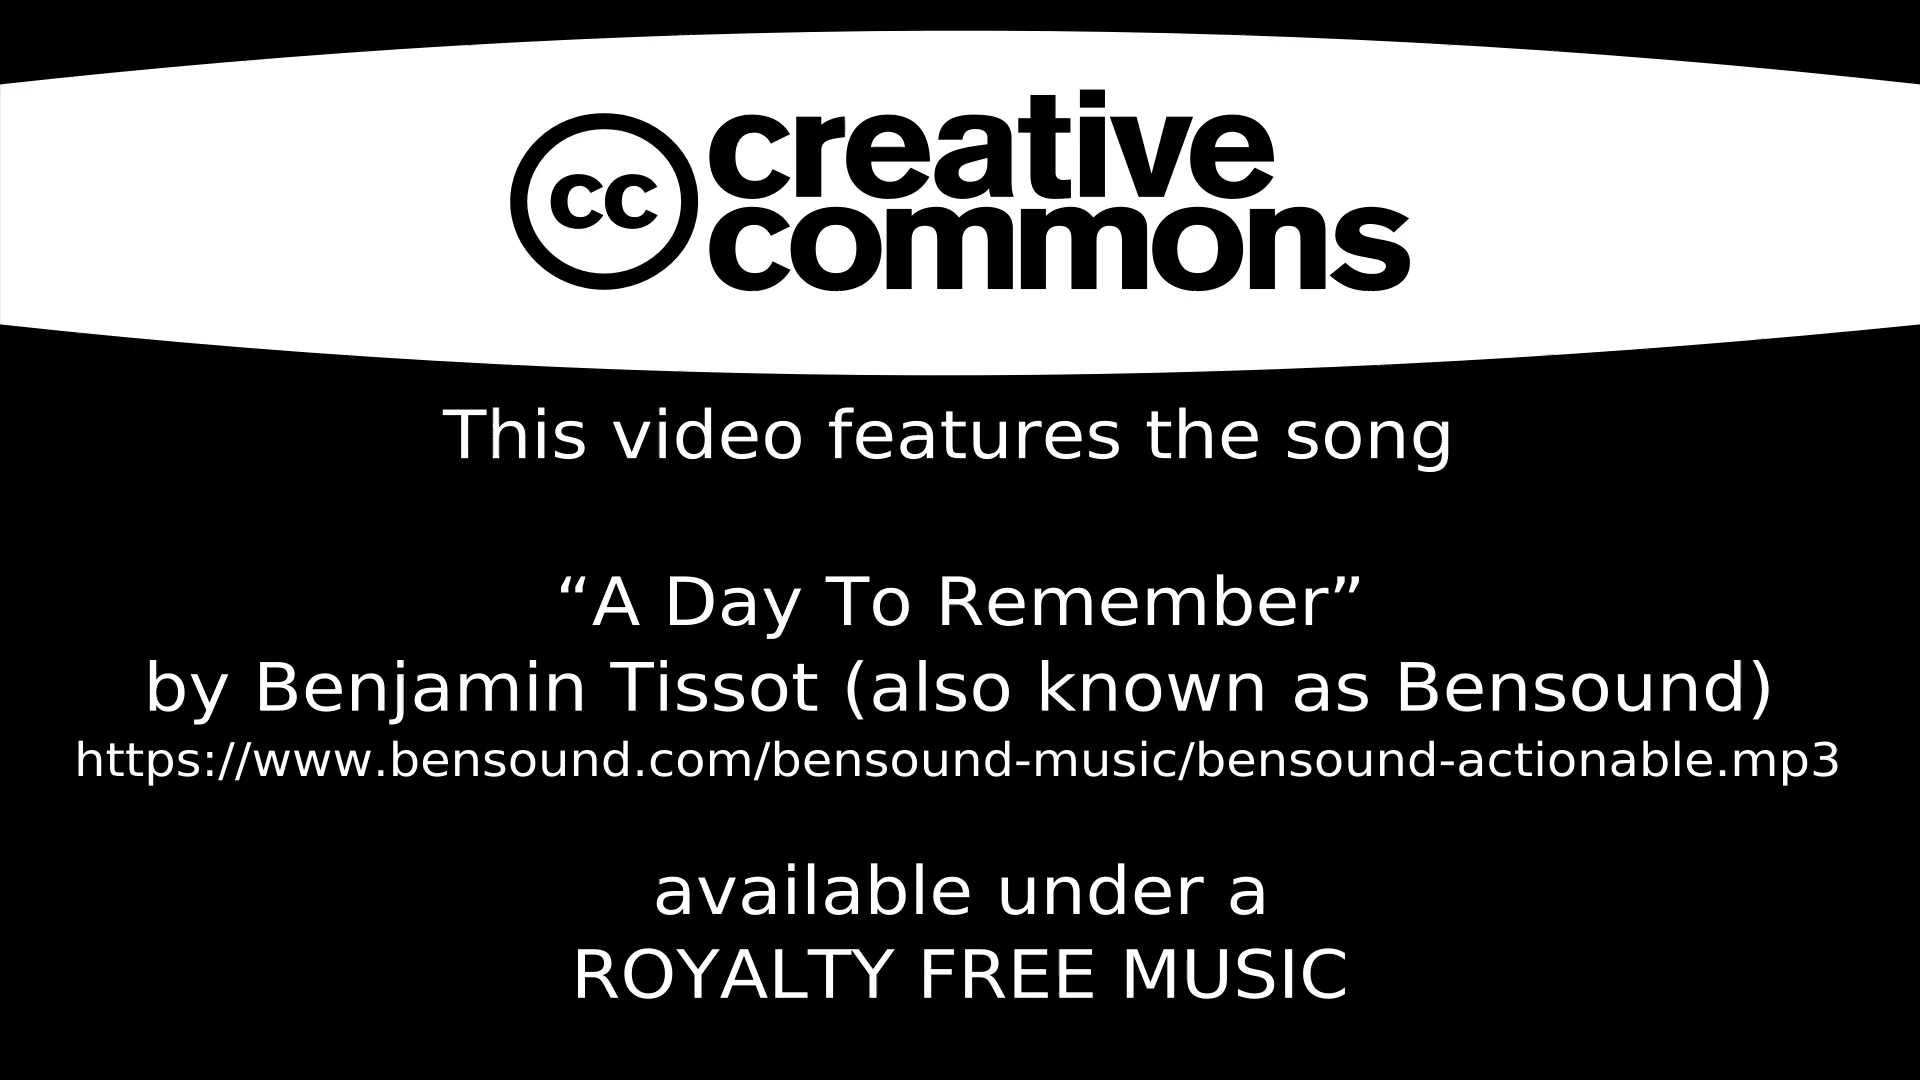 cc creative
commons
This video features the song
“A Day To Remember”
by Benjamin Tissot (also known as Bensound)
https://www.bensound.com/bensound-music/bensound-actionable.mp3
available under a
ROYALTY FREE MUSIC